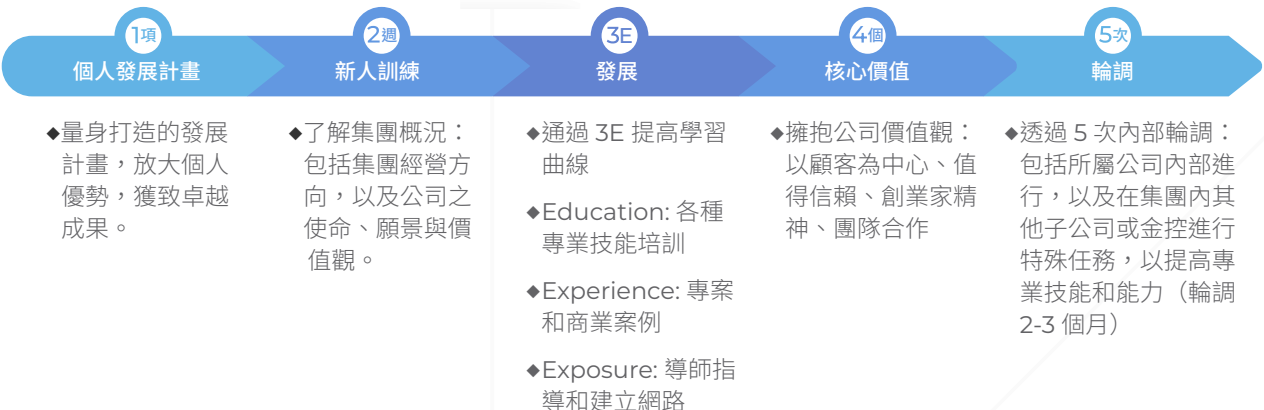 1項
個人發展計畫
◆量身打造的發展
計畫，放大個人
優勢，獲致卓越
成果。
2週
新人訓練
◆了解集團概況：
包括集團經營方
向，以及公司之
使命、願景與價
值觀。
3E
發展
◆通過 3E 提高學習
曲線
◆Education: 各種
專業技能培訓
◆Experience: 專案
和商業案例
◆Exposure: 導師指
導和建立網路
4個
核心價值
◆擁抱公司價值觀：
以顧客為中心、值
得信賴、創業家精
神、團隊合作
5次
輪調
◆透過 5 次內部輪調：
包括所屬公司內部進
行，以及在集團內其
他子公司或金控進行
特殊任務，以提高專
業技能和能力（輪調
2-3 個月）